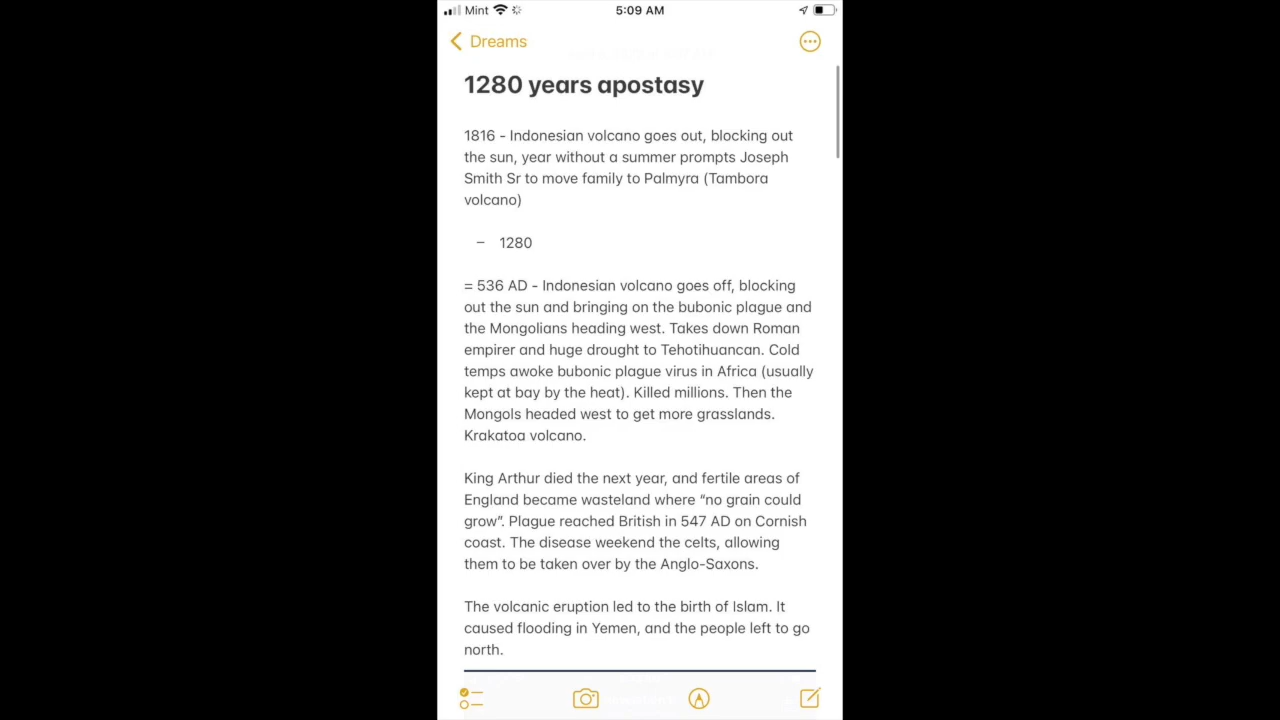 Mint 5:09 AM
Dreams
1280 years apostasy
1816 - Indonesian volcano goes out, blocking out
the sun, year without a summer prompts Joseph
Smith Sr to move family to Palmyra (Tambora
volcano)
– 1280
= 536 AD - Indonesian volcano goes off, blocking
out the sun and bringing on the bubonic plague and
the Mongolians heading west. Takes down Roman
empirer and huge drought to Tehotihuancan. Cold
temps awoke bubonic plague virus in Africa (usually
kept at bay by the heat). Killed millions. Then the
Mongols headed west to get more grasslands.
Krakatoa volcano.
King Arthur died the next year, and fertile areas of
England became wasteland where “no grain could
grow”. Plague reached British in 547 AD on Cornish
coast. The disease weekend the celts, allowing
them to be taken over by the Anglo-Saxons.
The volcanic eruption led to the birth of Islam. It
caused flooding in Yemen, and the people left to go
north.